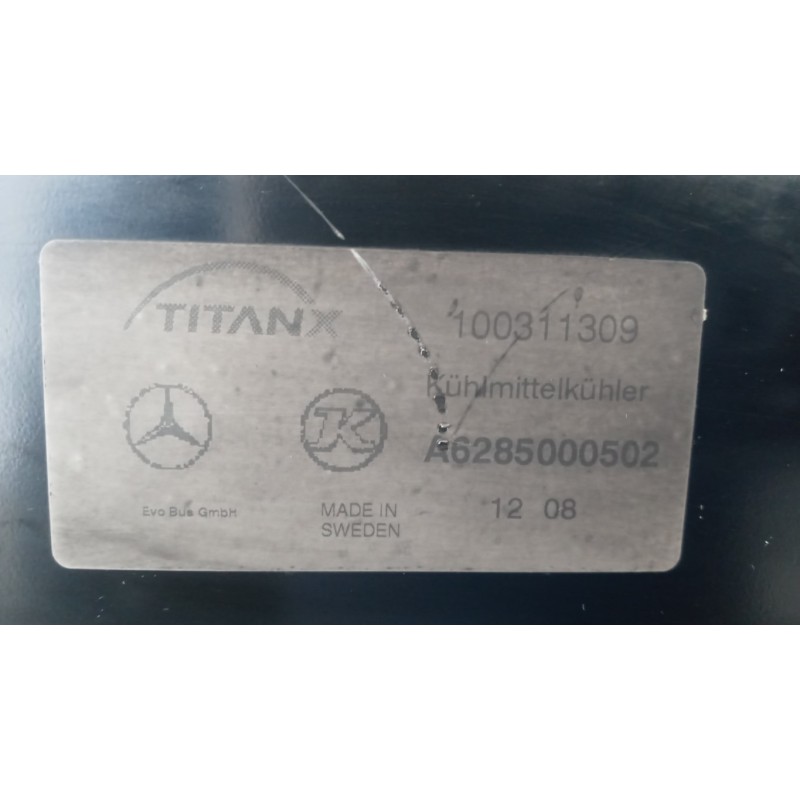 TITANX
100311309
Kühlmittelkühler
A6285000502
K
Evo Bus GmbH
MADE IN
SWEDEN
12 08